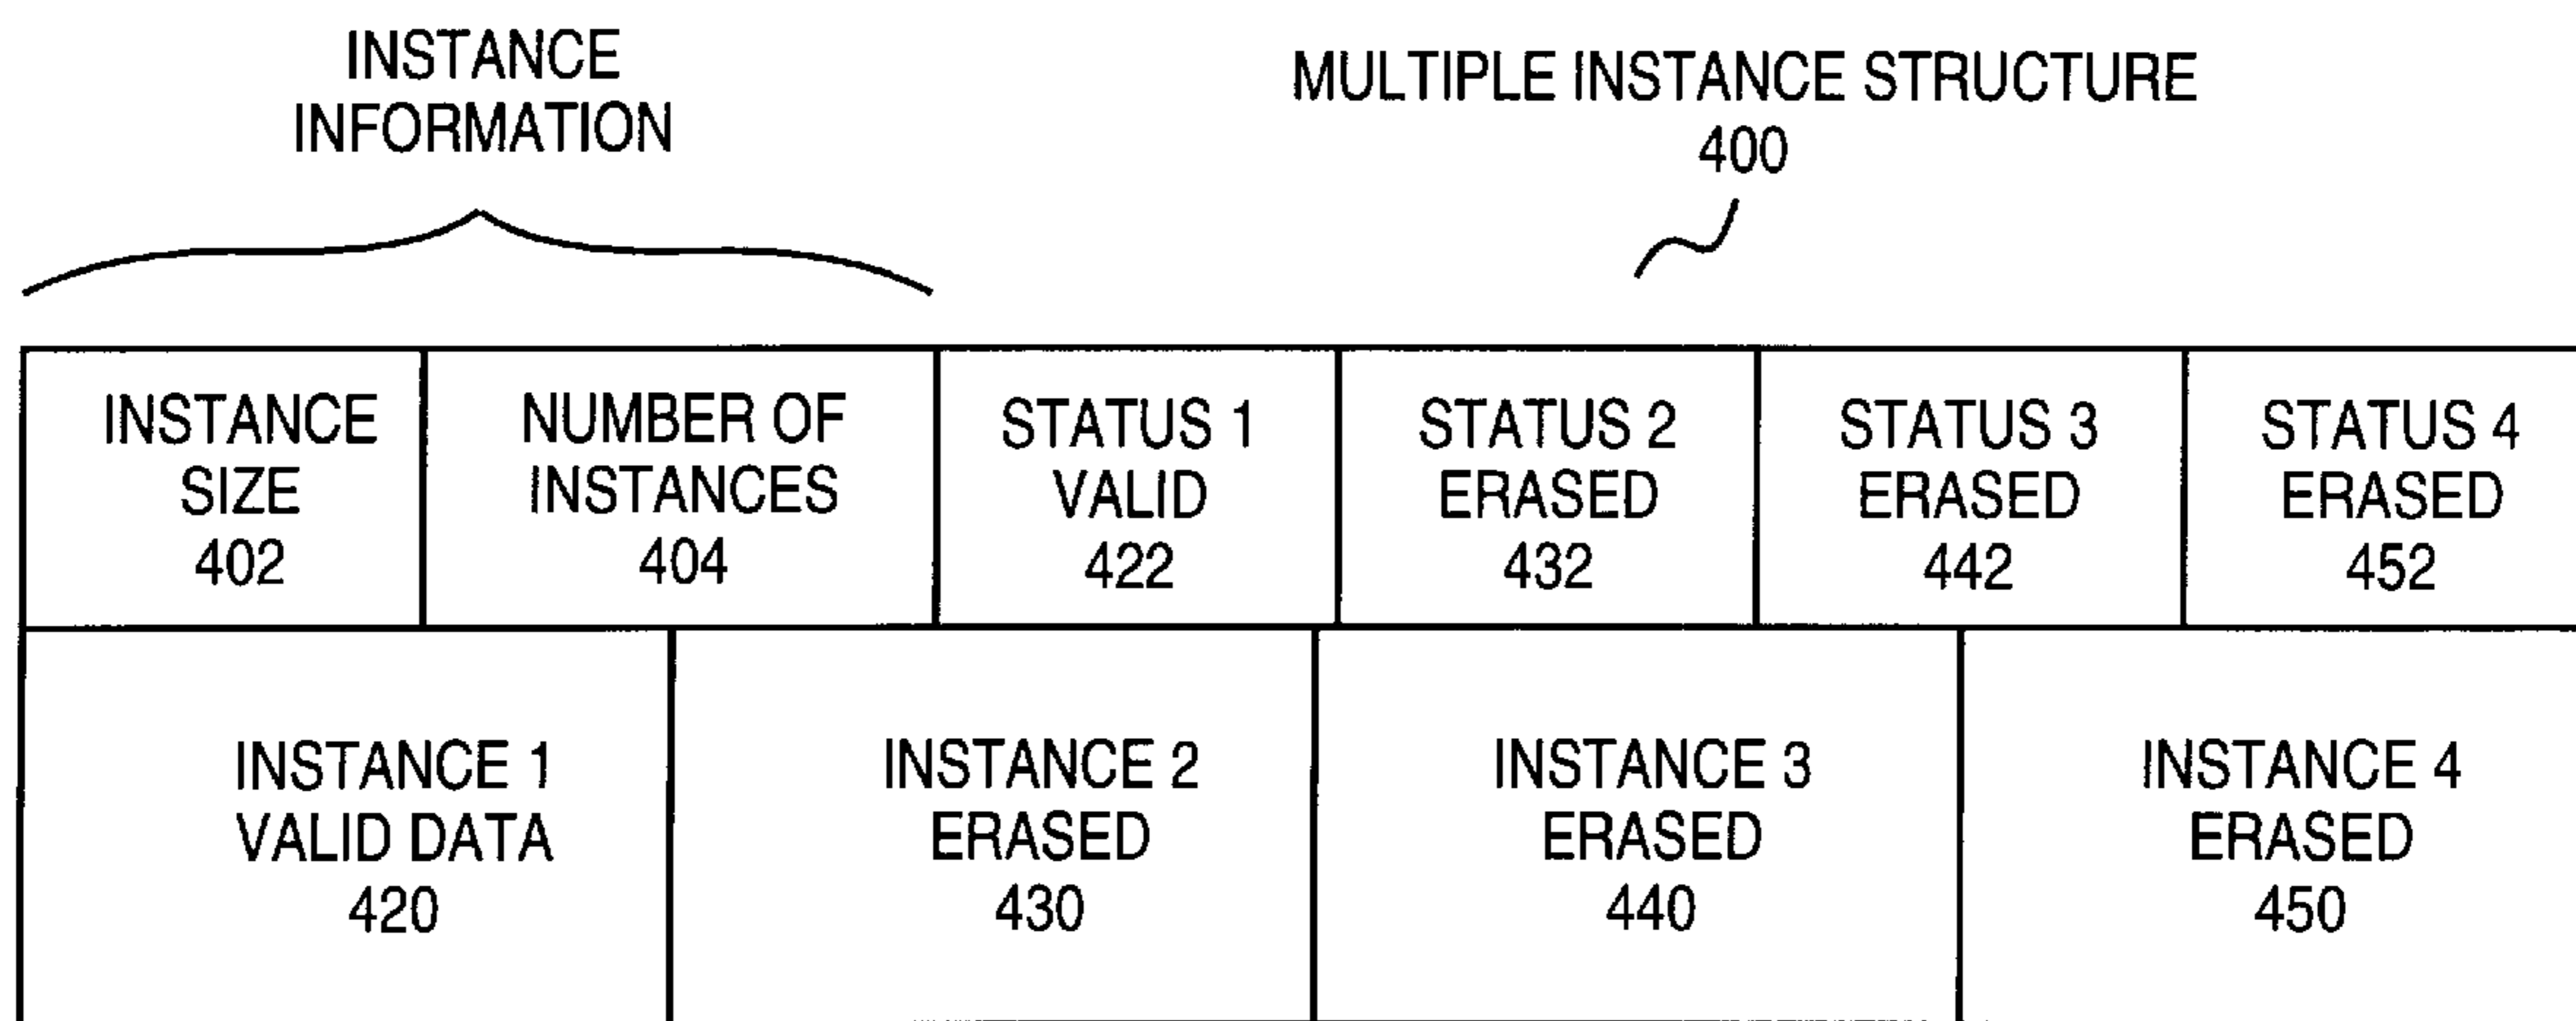 INSTANCE
INFORMATION
MULTIPLE INSTANCE STRUCTURE
400
INSTANCE
SIZE
402
NUMBER OF
INSTANCES
404
STATUS 1
VALID
422
STATUS 2
ERASED
432
STATUS 3
ERASED
442
STATUS 4
ERASED
452
INSTANCE 1
VALID DATA
420
INSTANCE 2
ERASED
430
INSTANCE 3
ERASED
440
INSTANCE 4
ERASED
450